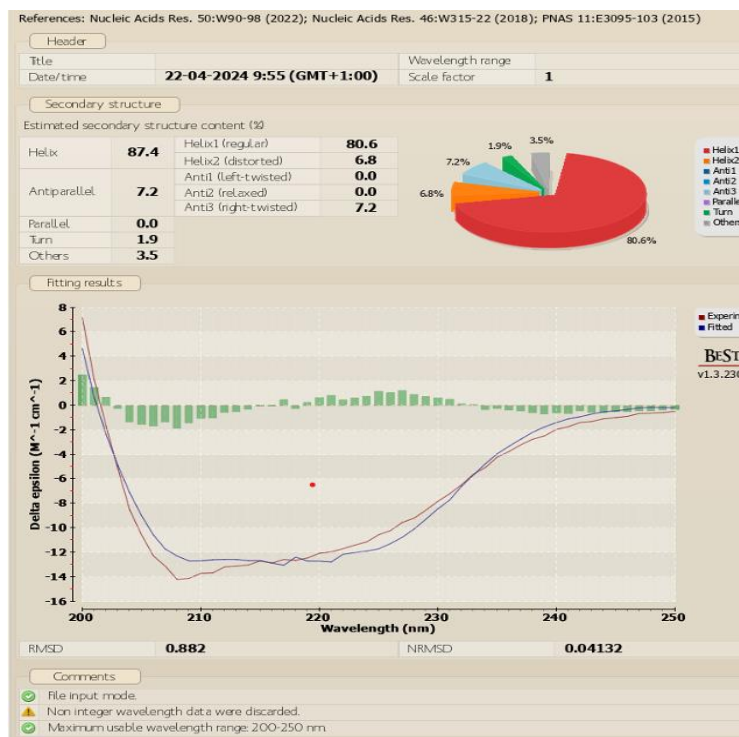 References: Nucleic Acids Res. 50:W90-98 (2022); Nucleic Acids Res. 46:W315-22 (2018); PNAS 11:E3095-103 (2015)
Header
Title Wavelength range
Date/time 22-04-2024 9:55 (GMT+1:00) Scale factor 1
Secondary structure
Estimated secondary structure content (%)
Helix 87.4 Helix1 (regular) 80.6
Helix2 (distorted) 6.8
Antiparallel 7.2 Anti1 (left-twisted) 0.0
Anti2 (relaxed) 0.0
Anti3 (right-twisted) 7.2
Parallel 0.0
Turn 1.9
Others 3.5
3.5%
1.9%
7.2%
6.8%
80.6%
Helix1
Helix2
Anti1
Anti2
Anti3
Paralle
Turn
Other
Fitting results
8
6
4
2
0
-2
-4
-6
-8
-10
-12
-14
-16
Delta epsilon (M^-1 cm^-1)
200 210 220 230 240 250
Wavelength (nm)
Experin
Fitted
BEST
v1.3.230
RMSD 0.882 NRMSD 0.04132
Comments
File input mode.
Non integer wavelength data were discarded.
Maximum usable wavelength range: 200-250 nm.